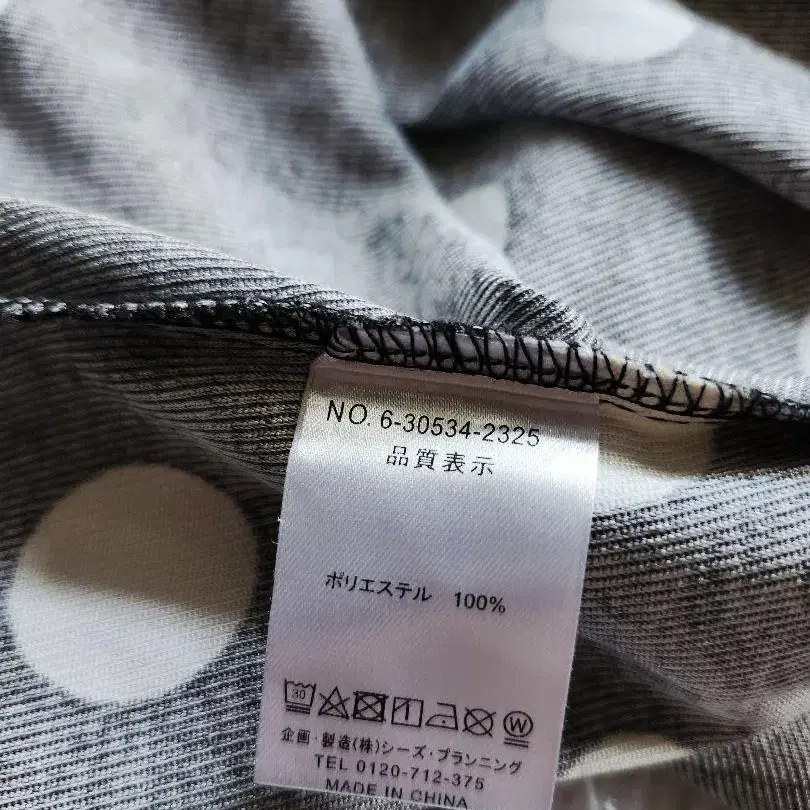 NO. 6-30534-2325
品質表示
ポリエステル 100%
30 W
企画・製造(株)シーズ・プランニング
TEL 0120-712-375
MADE IN CHINA